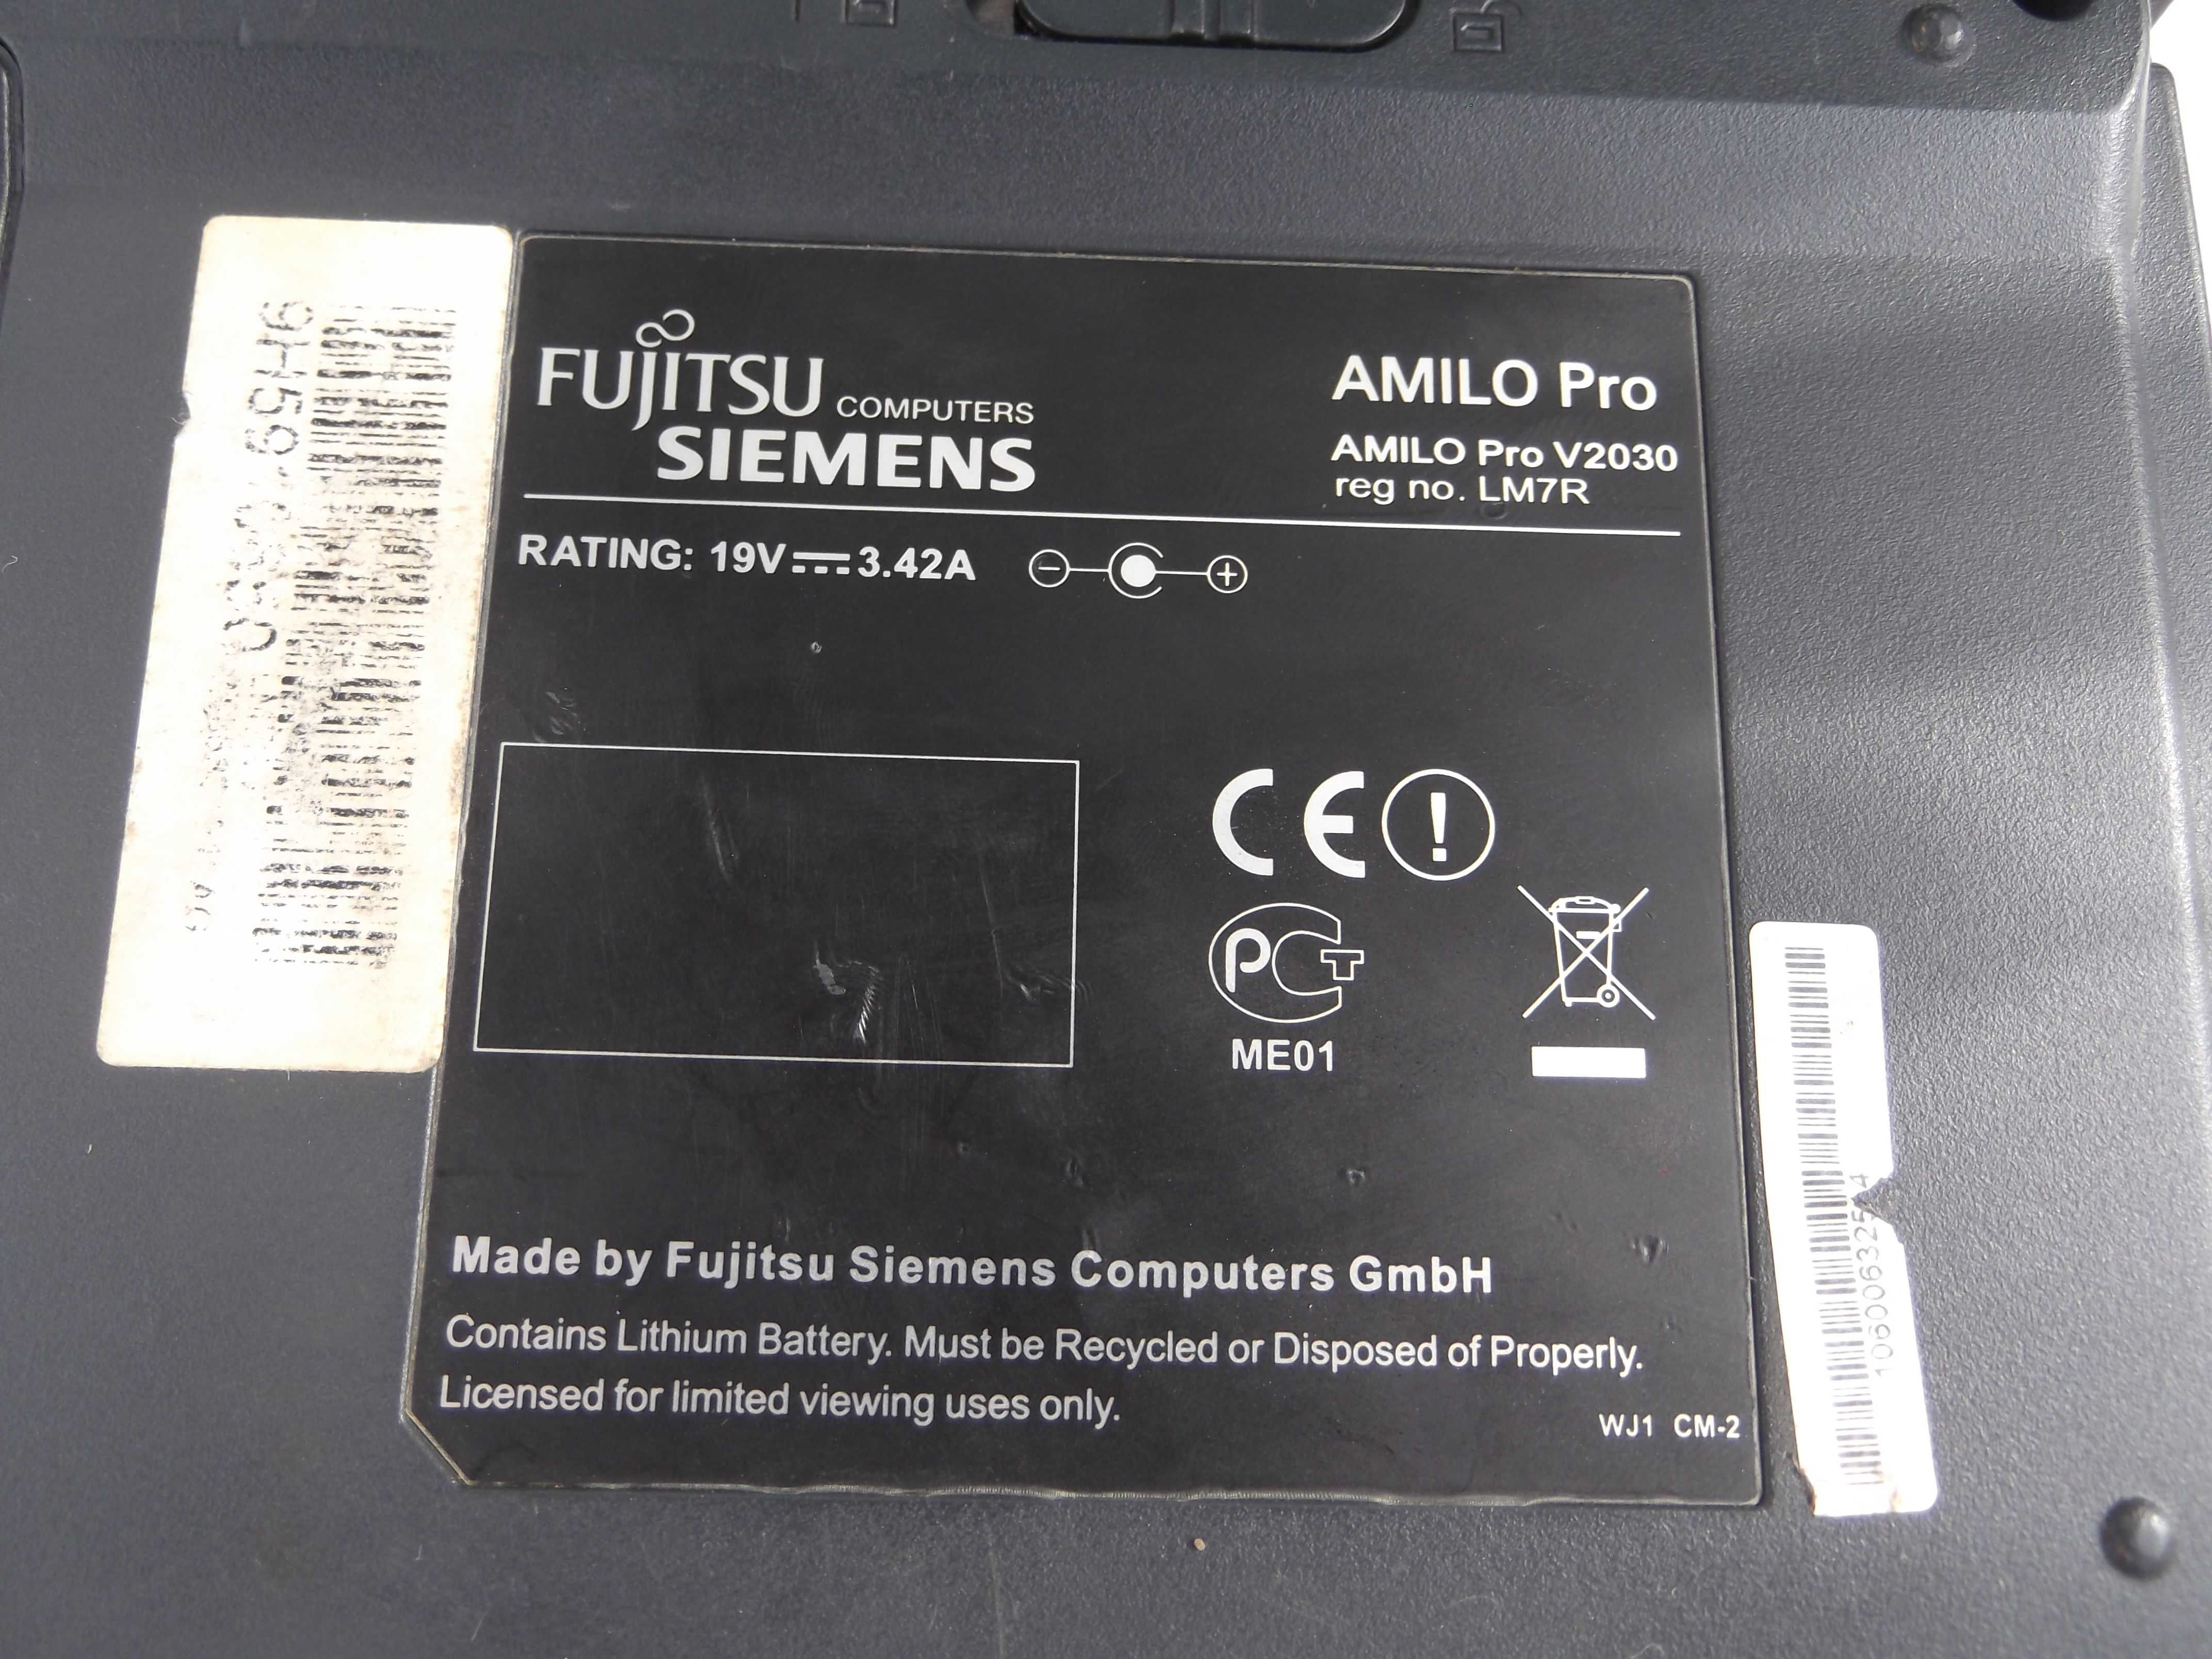 FUJITSU COMPUTERS
SIEMENS
AMILO Pro
AMILO Pro V2030
reg no. LM7R
RATING: 19V 3.42A
CE
РСТ
ME01
Made by Fujitsu Siemens Computers GmbH
Contains Lithium Battery. Must be Recycled or Disposed of Properly.
Licensed for limited viewing uses only.
WJ1 CM-2